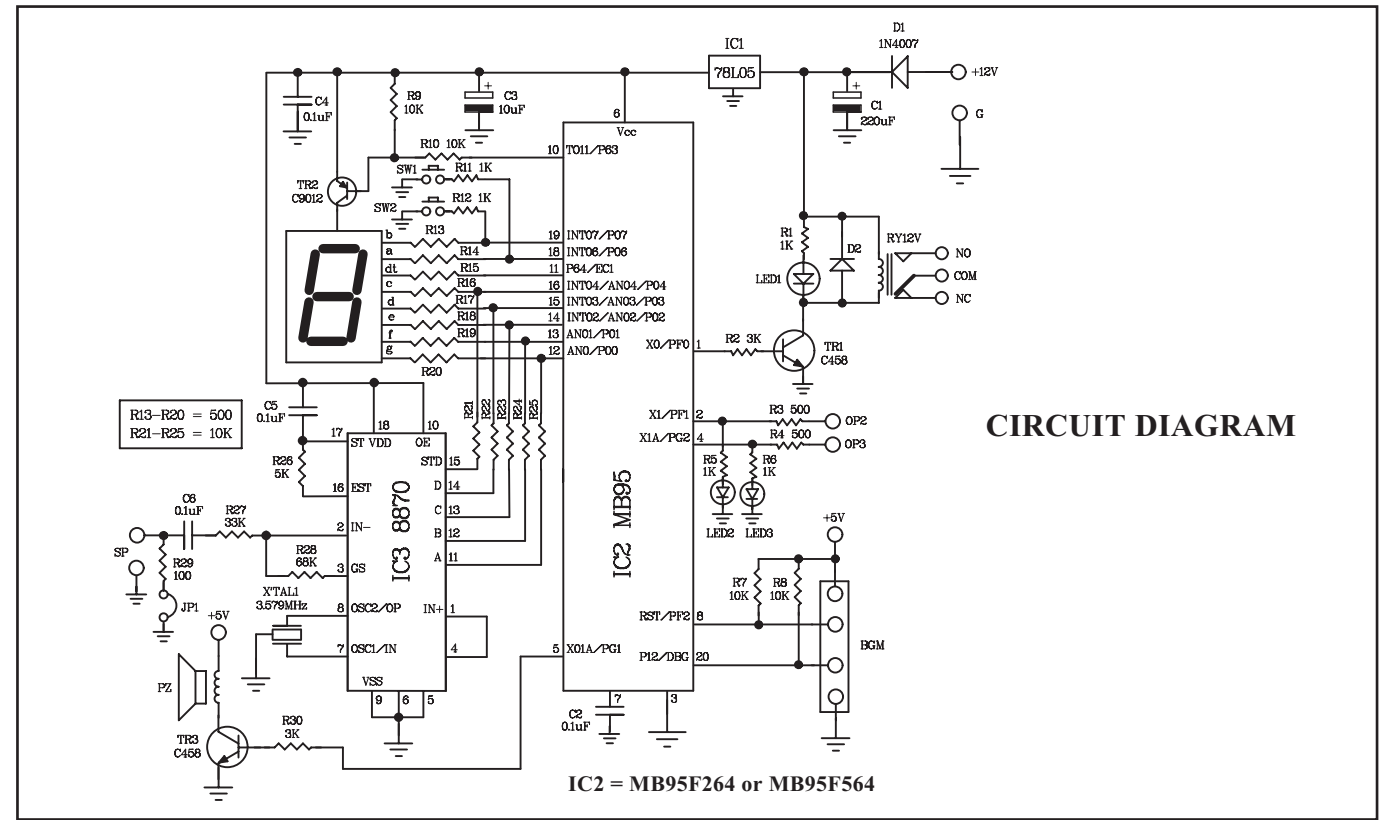 D1
1N4007
IC1
78L05
+12V
C4
0.1uF
R9
10K
+
C3
10uF
+
C1
220uF
G
6
Vcc
R10 10K
10
TO11/P63
SW1
R11 1K
TR2
C9012
R12 1K
SW2
b
R13
19
INT07/P07
a
R14
18
INT06/P06
dt
R15
11
P64/EC1
c
R16
16
INT04/AN04/P04
d
R17
15
INT03/AN03/P03
e
R18
14
INT02/AN02/P02
f
R19
13
AN01/P01
g
R20
12
AN0/P00
R1
1K
D2
RY12V
NO
COM
NC
LED1
X0/PF0
1
R2 3K
TR1
C458
R13-R20 = 500
R21-R25 = 10K
C5
0.1uF
R21
R22
R23
R24
R25
17
18
10
ST VDD
OE
STD
15
R26
5K
16
EST
D
14
C
13
B
12
A
11
IC3 8870
IC2 MB95
X1/PF1
2
R3 500
OP2
X1A/PG2
4
R4 500
OP3
R5
1K
R6
1K
LED2
LED3
CIRCUIT DIAGRAM
C6
0.1uF
R27
33K
2
IN-
SP
R29
100
R28
68K
3
GS
JP1
X'TAL1
3.579MHz
8
OSC2/OP
IN+
1
7
OSC1/IN
4
VSS
9
6
5
+5V
PZ
TR3
C458
R30
3K
5
X01A/PG1
+5V
R7
10K
R8
10K
RST/PF2
8
P12/DBG
20
BGM
C2
0.1uF
7
3
IC2 = MB95F264 or MB95F564